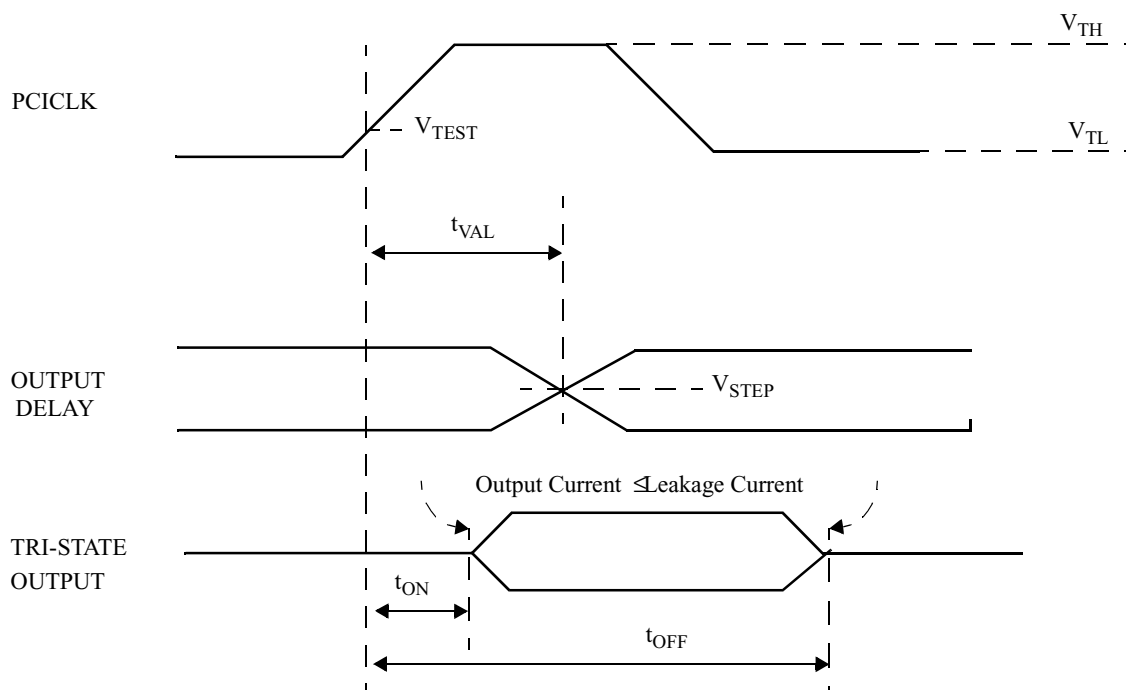 V_TH
PCICLK
V_TEST
V_TL
t_VAL
OUTPUT
DELAY
V_STEP
Output Current ≤Leakage Current
TRI-STATE
OUTPUT
t_ON
t_OFF